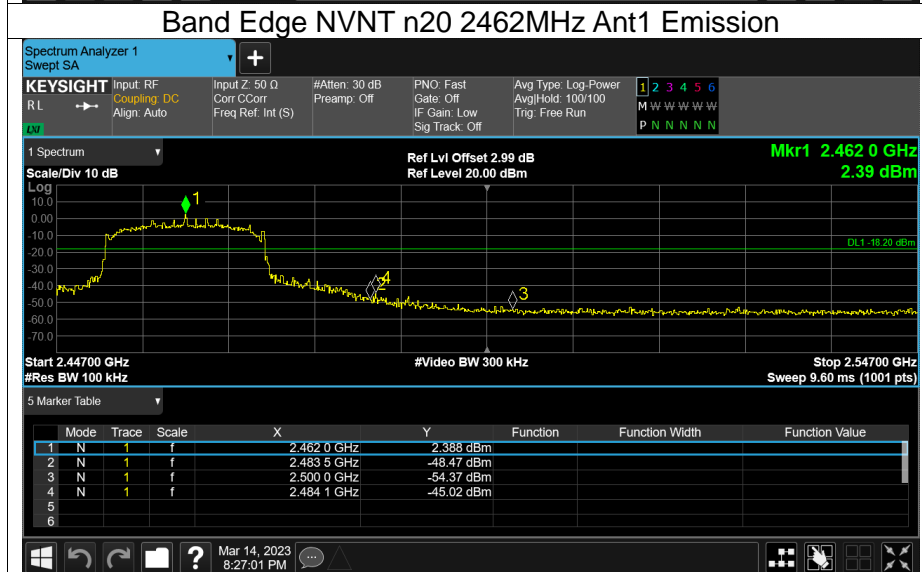 Band Edge NVNT n20 2462MHz Ant1 Emission
Spectrum Analyzer 1
Swept SA
+
KEYSIGHT Input: RF Input Z: 50 Ω #Atten: 30 dB PNO: Fast Avg Type: Log-Power 1 2 3 4 5 6
RL Coupling: DC Corr CCorr Preamp: Off Gate: Off Avg|Hold: 100/100 M W W W W W
Align: Auto Freq Ref: Int (S) IF Gain: Low Trig: Free Run
LXI Sig Track: Off P N N N N N
1 Spectrum Ref Lvl Offset 2.99 dB Mkr1 2.462 0 GHz
Scale/Div 10 dB Ref Level 20.00 dBm 2.39 dBm
Log
10.0
0.00
-10.0
-20.0
-30.0
-40.0
-50.0
-60.0
-70.0
1
DL1 -18.20 dBm
4
2
3
Start 2.44700 GHz #Video BW 300 kHz Stop 2.54700 GHz
#Res BW 100 kHz Sweep 9.60 ms (1001 pts)
5 Marker Table
Mode Trace Scale X Y Function Function Width Function Value
1 N 1 f 2.462 0 GHz 2.388 dBm
2 N 1 f 2.483 5 GHz -48.47 dBm
3 N 1 f 2.500 0 GHz -54.37 dBm
4 N 1 f 2.484 1 GHz -45.02 dBm
5
6
? Mar 14, 2023
8:27:01 PM